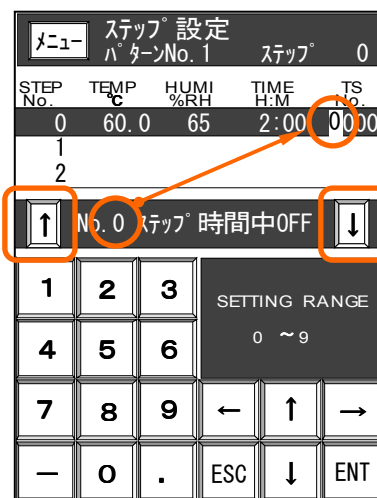 メニュー ステップ設定
パターンNo. 1 ステップ 0
STEP TEMP HUMI TIME TS
No. ℃ %RH H:M No.
0 60.0 65 2:00 0000
1
2
↑ No. 0 ステップ時間中OFF ↓
1 2 3 SETTING RANGE
4 5 6 0 ~9
7 8 9 ← ↑ →
- 0 . ESC ↓ ENT